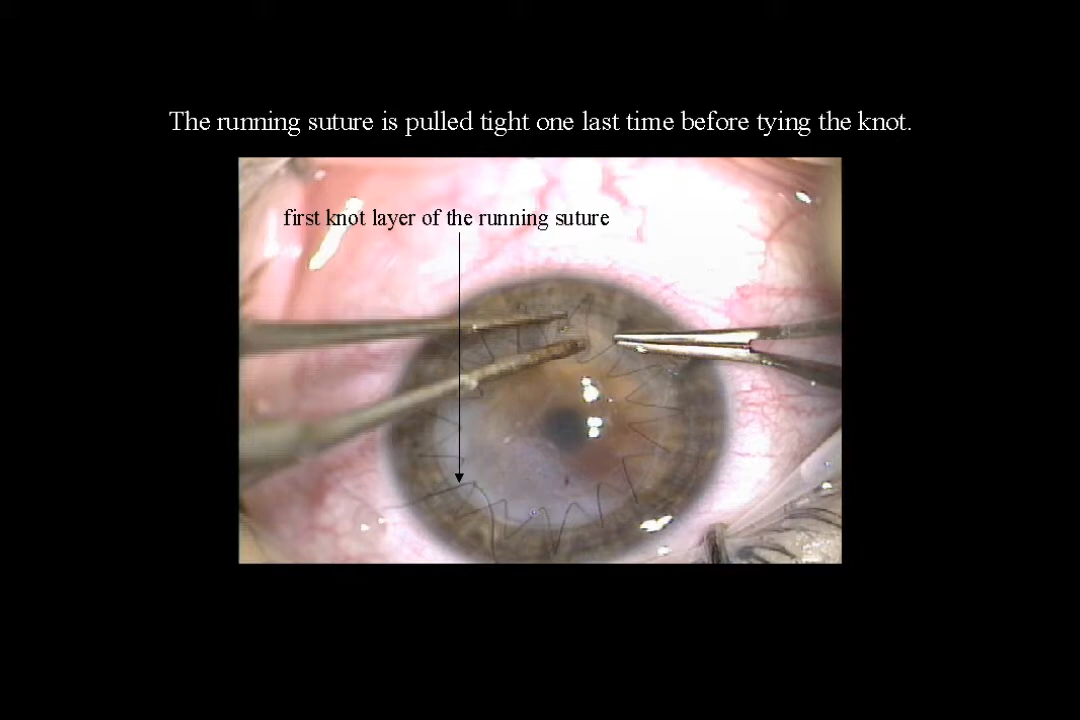 The running suture is pulled tight one last time before tying the knot.
first knot layer of the running suture